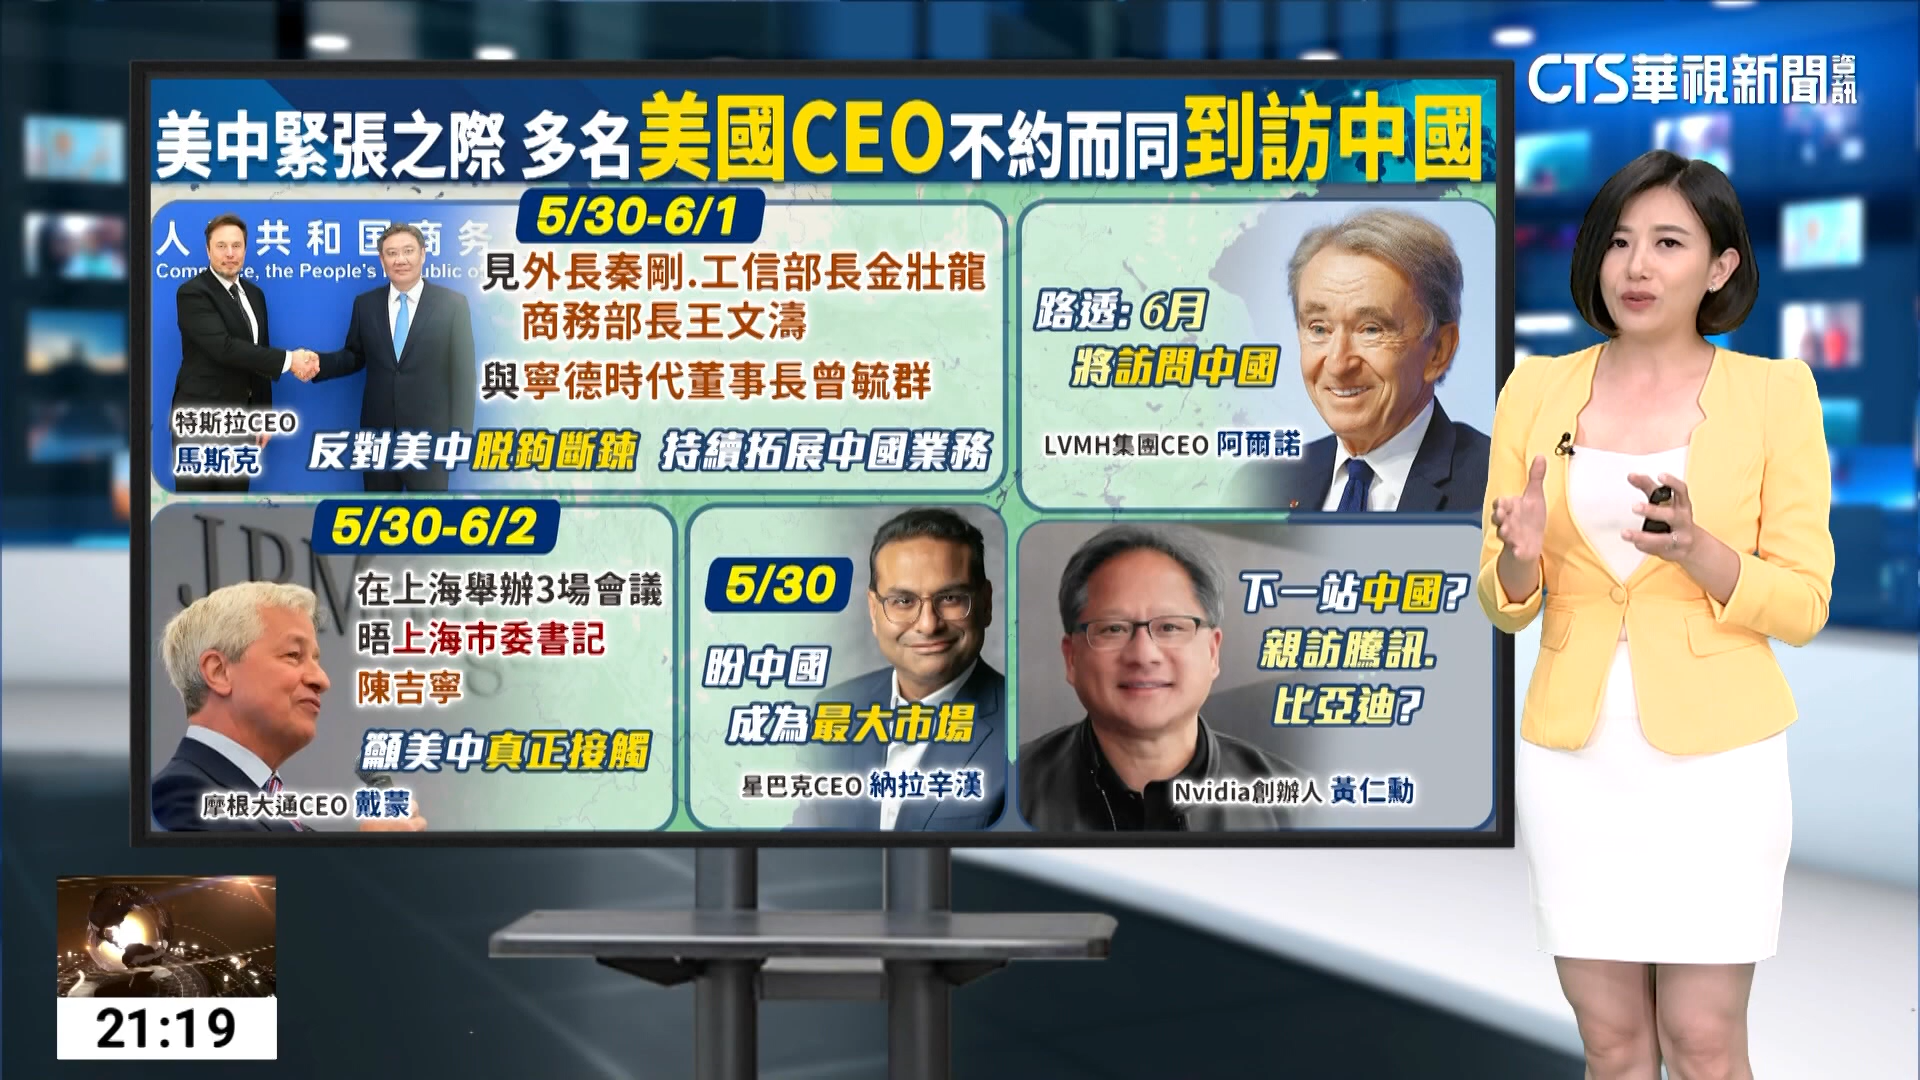 CTS華視新聞資訊
美中緊張之際 多名美國CEO不約而同到訪中國
人 共和国商务
Com ce, the People's R public o
5/30-6/1
見外長秦剛.工信部長金壯龍
商務部長王文濤
與寧德時代董事長曾毓群
特斯拉CEO
馬斯克
反對美中脫鉤斷鍊 持續拓展中國業務
路透: 6月
將訪問中國
LVMH集團CEO 阿爾諾
5/30-6/2
在上海舉辦3場會議
晤上海市委書記
陳吉寧
籲美中真正接觸
摩根大通CEO 戴蒙
5/30
盼中國
成為最大市場
星巴克CEO 納拉辛漢
下一站中國?
親訪騰訊.
比亞迪?
Nvidia創辦人 黃仁勳
21:19